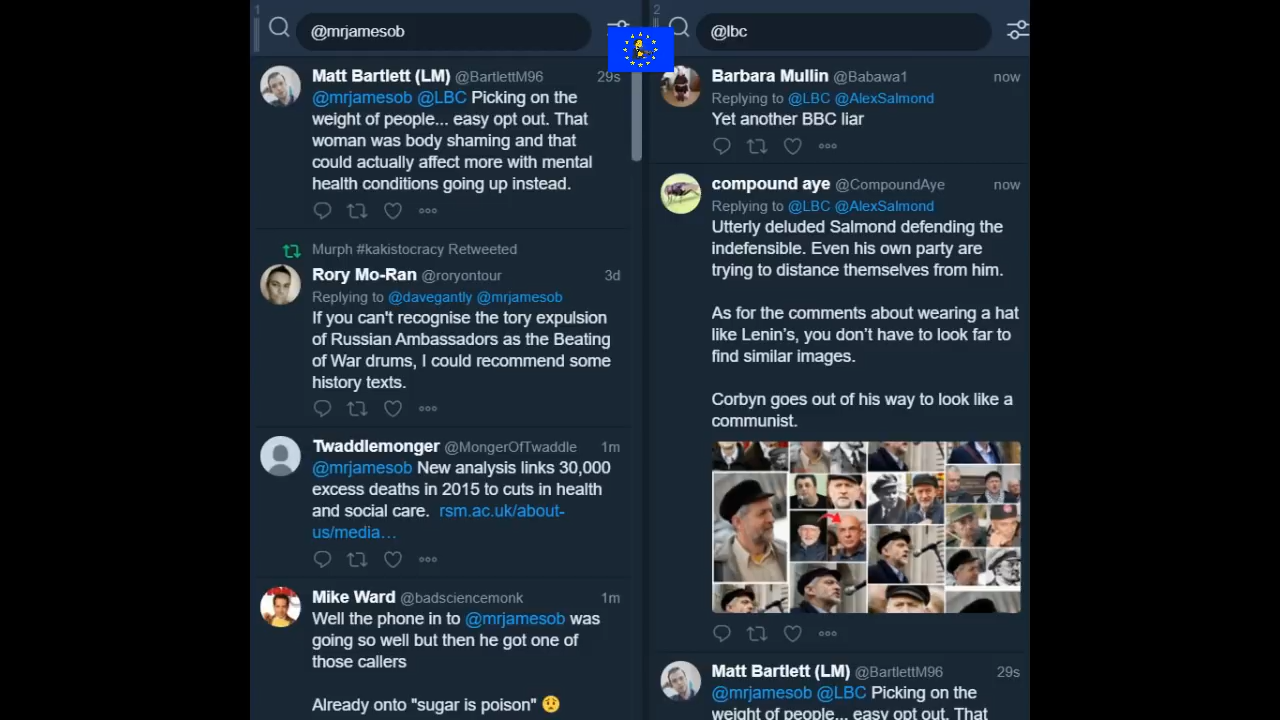 1
@mrjamesob
Matt Bartlett (LM) @BartlettM96 29s
@mrjamesob @LBC Picking on the
weight of people... easy opt out. That
woman was body shaming and that
could actually affect more with mental
health conditions going up instead.
Murph #kakistocracy Retweeted
Rory Mo-Ran @roryontour 3d
Replying to @davegantly @mrjamesob
If you can't recognise the tory expulsion
of Russian Ambassadors as the Beating
of War drums, I could recommend some
history texts.
Twaddlemonger @MongerOfTwaddle 1m
@mrjamesob New analysis links 30,000
excess deaths in 2015 to cuts in health
and social care. rsm.ac.uk/about-
us/media…
Mike Ward @badsciencemonk 1m
Well the phone in to @mrjamesob was
going so well but then he got one of
those callers
Already onto "sugar is poison" 😟
2
@lbc
Barbara Mullin @Babawa1 now
Replying to @LBC @AlexSalmond
Yet another BBC liar
compound aye @CompoundAye now
Replying to @LBC @AlexSalmond
Utterly deluded Salmond defending the
indefensible. Even his own party are
trying to distance themselves from him.
As for the comments about wearing a hat
like Lenin's, you don’t have to look far to
find similar images.
Corbyn goes out of his way to look like a
communist.
Matt Bartlett (LM) @BartlettM96 29s
@mrjamesob @LBC Picking on the
weight of people... easy opt out. That